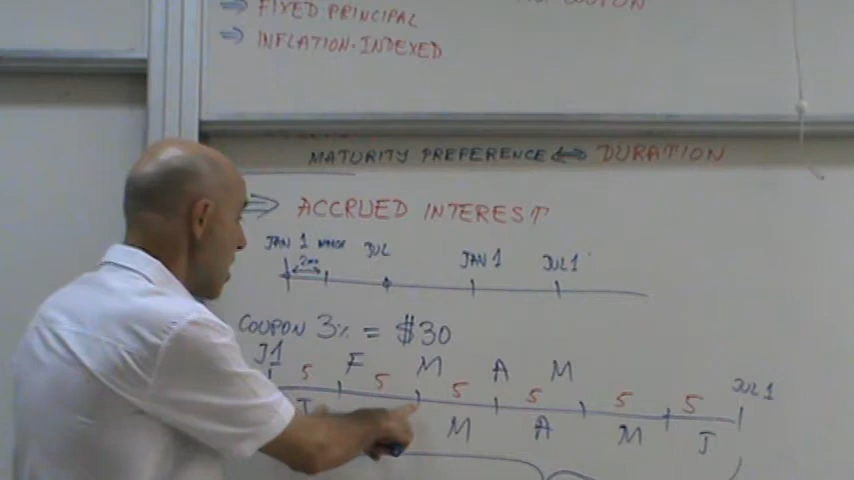 COUPON
⇒ FIXED PRINCIPAL
⇒ INFLATION-INDEXED
MATURITY PREFERENCE ⇔ DURATION
⇒ ACCRUED INTEREST
JAN 1 JUL JAN 1 JUL 1
COUPON 3% = $30
J1 F M A M JUL 1
5 5 5 5 5 5
J M A M J